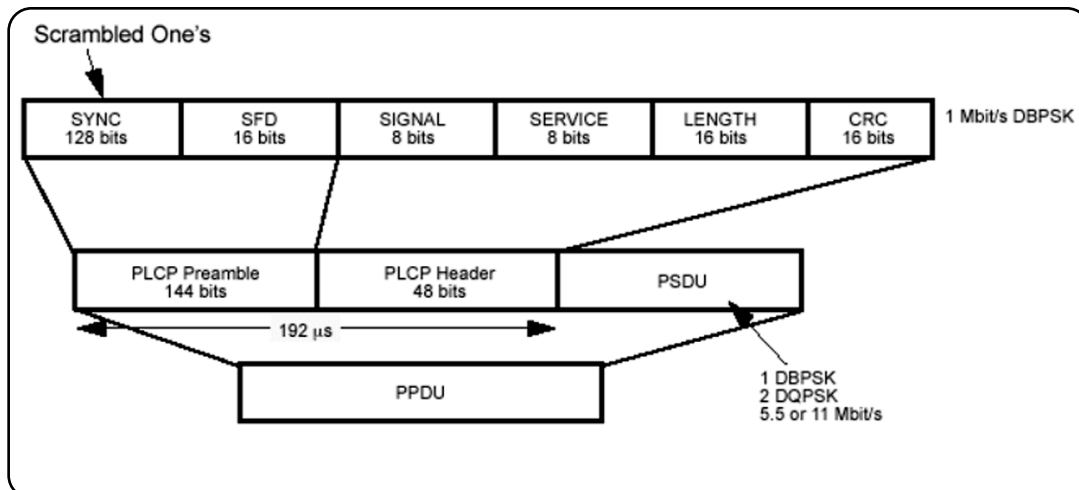 Scrambled One's
SYNC
128 bits
SFD
16 bits
SIGNAL
8 bits
SERVICE
8 bits
LENGTH
16 bits
CRC
16 bits
1 Mbit/s DBPSK
PLCP Preamble
144 bits
PLCP Header
48 bits
PSDU
192 μs
1 DBPSK
2 DQPSK
5.5 or 11 Mbit/s
PPDU